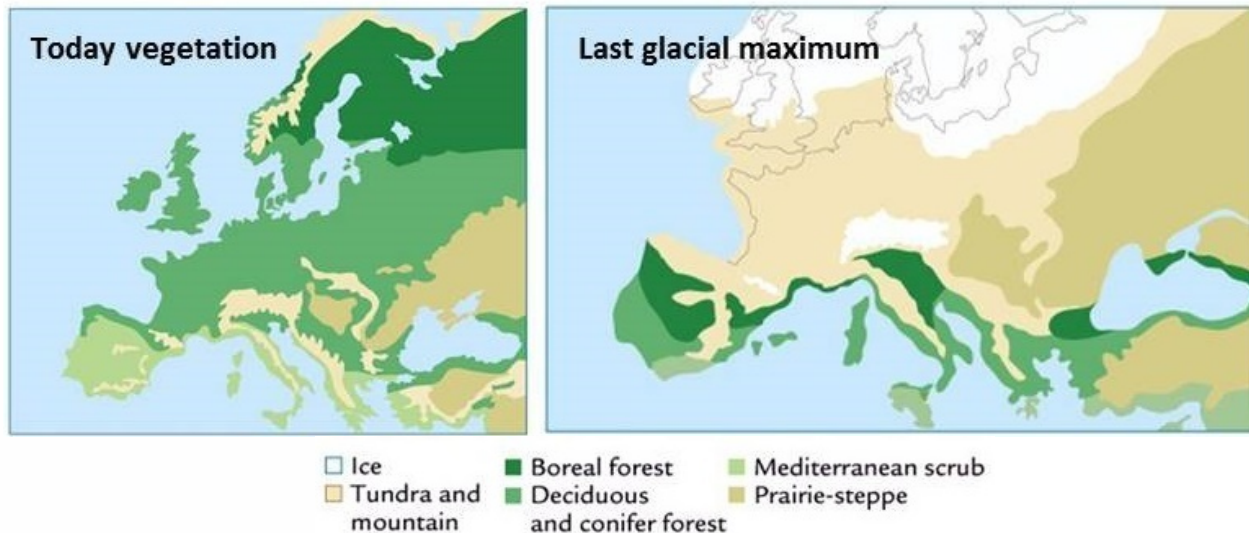 Today vegetation
Last glacial maximum
Ice
Tundra and
mountain
Boreal forest
Deciduous
and conifer forest
Mediterranean scrub
Prairie-steppe